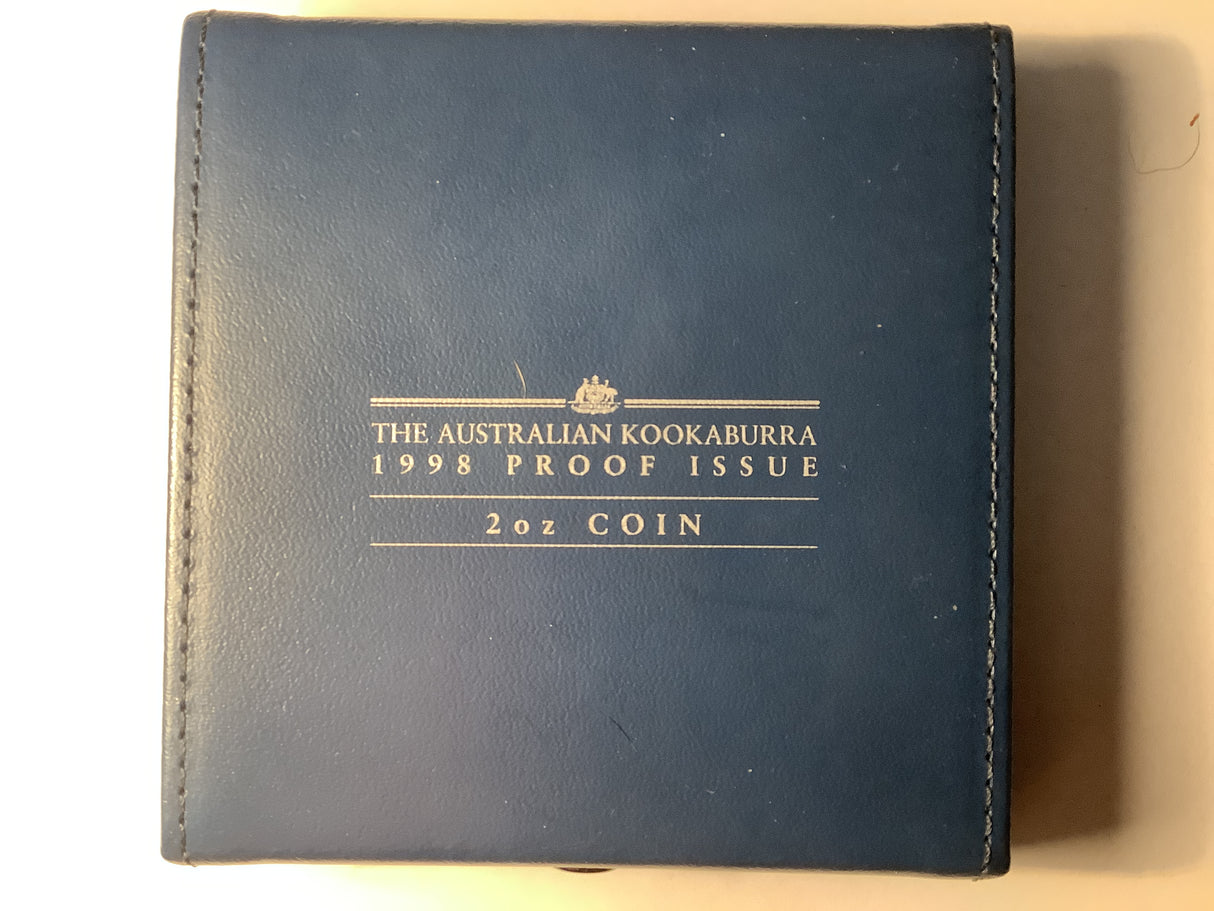 THE AUSTRALIAN KOOKABURRA
1998 PROOF ISSUE
2oz COIN